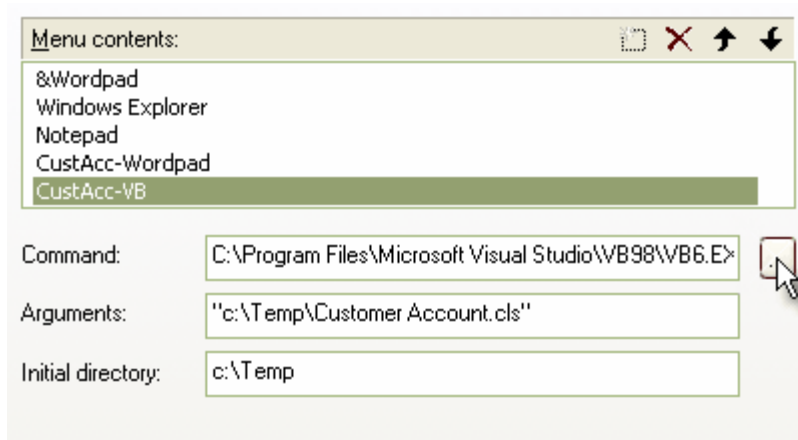 Menu contents:
&Wordpad
Windows Explorer
Notepad
CustAcc-Wordpad
CustAcc-VB
Command: C:\Program Files\Microsoft Visual Studio\VB98\VB6.EX
Arguments: "c:\Temp\Customer Account.cls"
Initial directory: c:\Temp